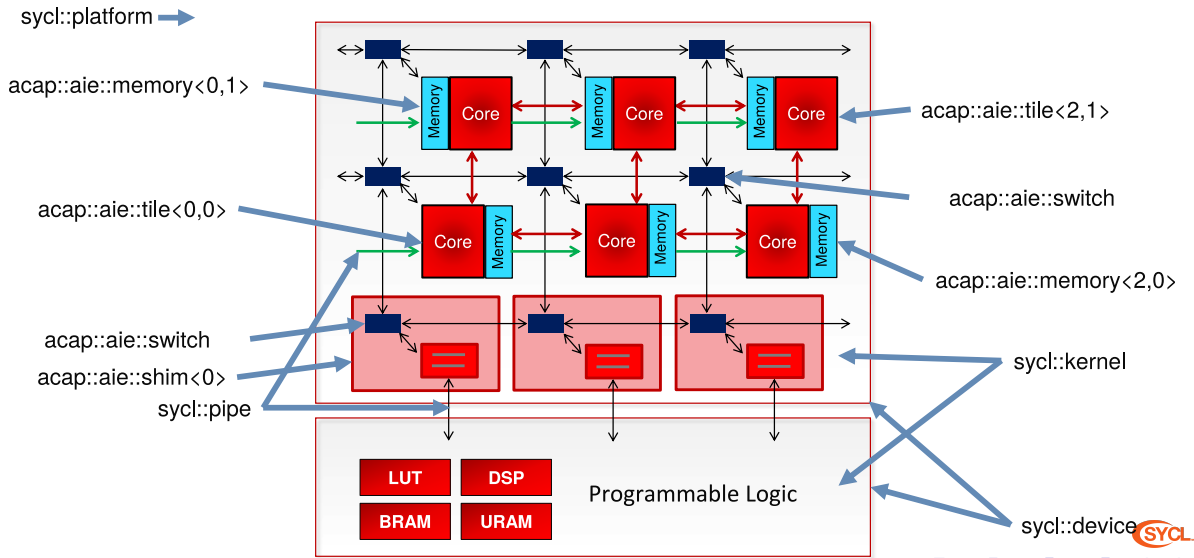 sycl::platform
acap::aie::memory<0,1>
Memory
Core
Memory
Core
Memory
Core
acap::aie::tile<2,1>
acap::aie::tile<0,0>
acap::aie::switch
Core
Memory
Core
Memory
Core
Memory
acap::aie::memory<2,0>
acap::aie::switch
acap::aie::shim<0>
sycl::kernel
sycl::pipe
LUT
DSP
Programmable Logic
BRAM
URAM
sycl::device
SYCL